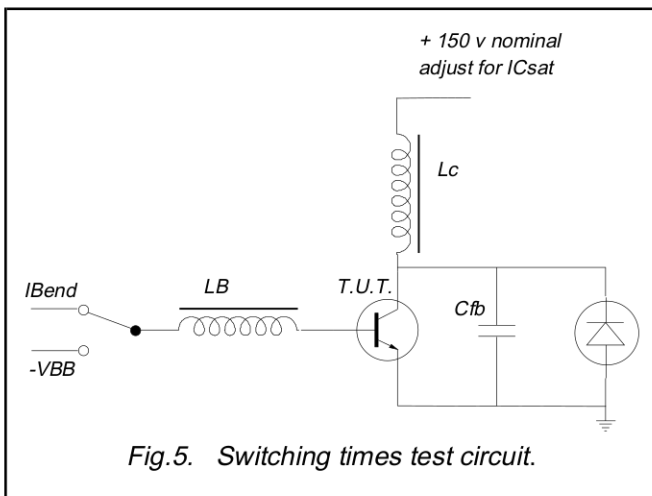 + 150 v nominal
adjust for ICsat
Lc
IBend
LB
T.U.T.
Cfb
-VBB
Fig.5. Switching times test circuit.